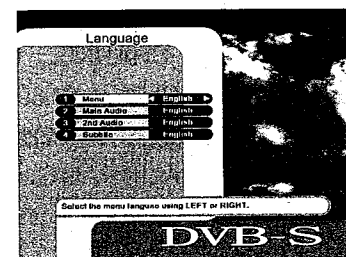 Language
1 Menu English
2 Main Audio English
3 2nd Audio English
4 Subtitle English
Select the menu languae using LEFT or RIGHT.
DVB-S